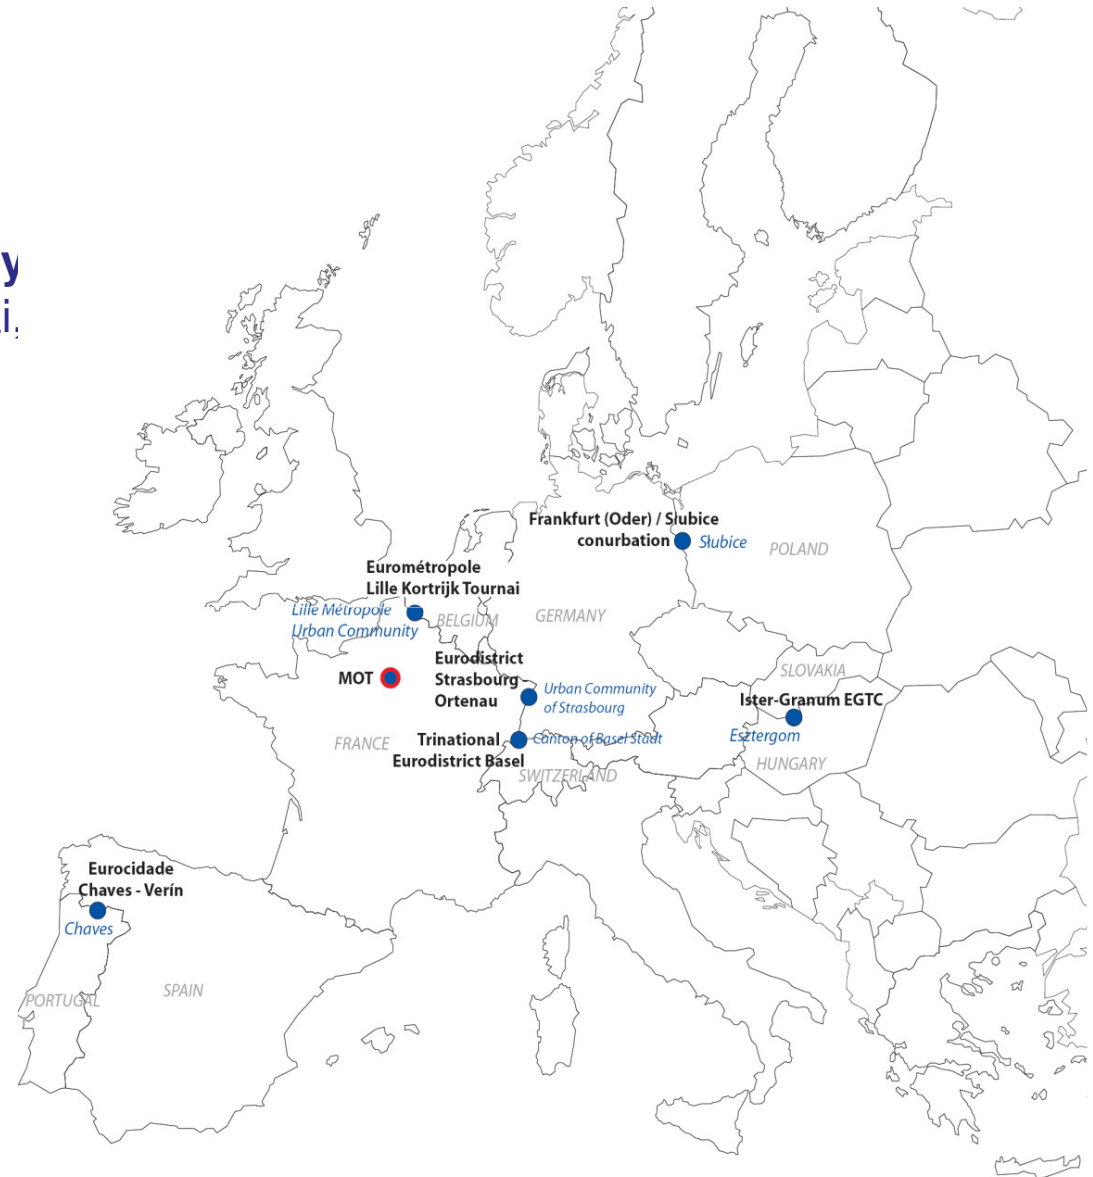 y
i,
Frankfurt (Oder) / Słubice
conurbation
Słubice
POLAND
Eurométropole
Lille Kortrijk Tournai
Lille Métropole
Urban Community
BELGIUM
GERMANY
Eurodistrict
Strasbourg
Ortenau
SLOVAKIA
MOT
Urban Community
of Strasbourg
Ister-Granum EGTC
Esztergom
FRANCE
Trinational
Eurodistrict Basel
Canton of Basel Stadt
HUNGARY
SWITZERLAND
Eurocidade
Chaves - Verín
Chaves
SPAIN
PORTUGAL